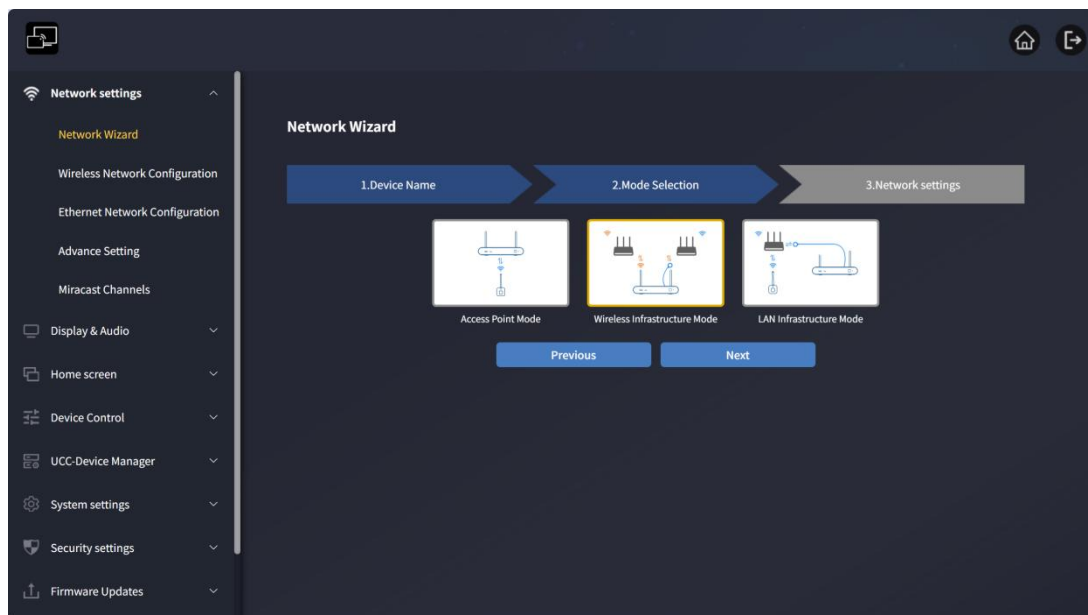 Network settings
Network Wizard
Wireless Network Configuration
Ethernet Network Configuration
Advance Setting
Miracast Channels
Display & Audio
Home screen
Device Control
UCC-Device Manager
System settings
Security settings
Firmware Updates
Network Wizard
1.Device Name
2.Mode Selection
3.Network settings
Access Point Mode
Wireless Infrastructure Mode
LAN Infrastructure Mode
Previous
Next